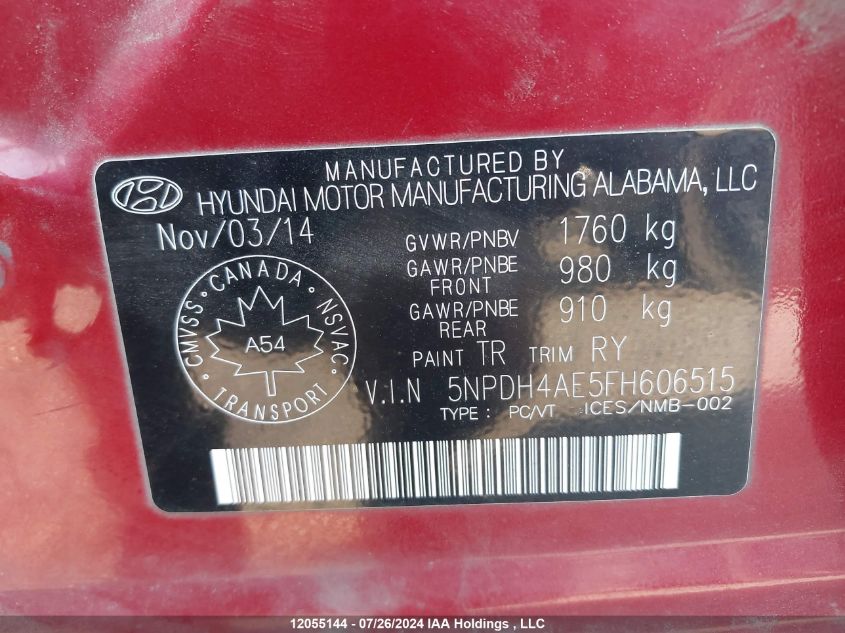 MANUFACTURED BY
HYUNDAI MOTOR MANUFACTURING ALABAMA, LLC
Nov/03/14
GVWR/PNBV 1760 kg
GAWR/PNBE FRONT 980 kg
GAWR/PNBE REAR 910 kg
PAINT TR TRIM RY
V.I.N 5NPDH4AE5FH606515
TYPE: PC/VT ICES/NMB-002
CMVSS • CANADA • NSVAC • TRANSPORT •
A54
12055144 - 07/26/2024 IAA Holdings , LLC